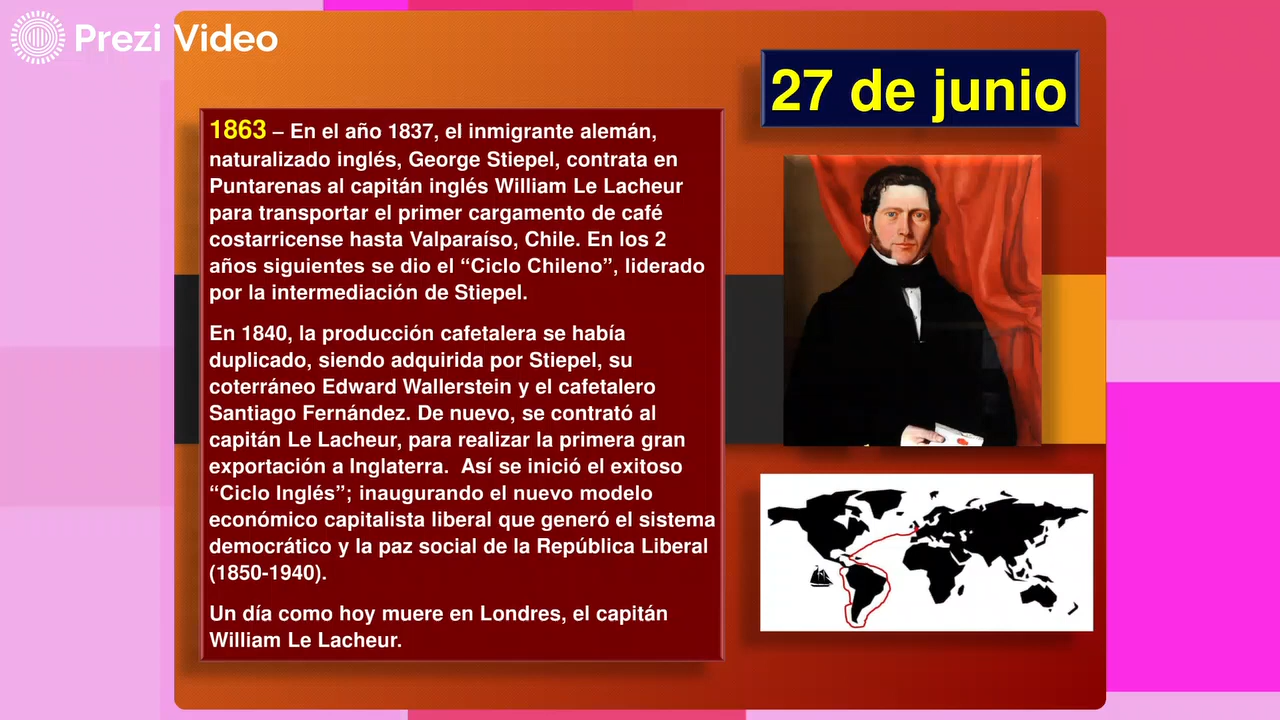 Prezi Video
27 de junio
1863 – En el año 1837, el inmigrante alemán,
naturalizado inglés, George Stiepel, contrata en
Puntarenas al capitán inglés William Le Lacheur
para transportar el primer cargamento de café
costarricense hasta Valparaíso, Chile. En los 2
años siguientes se dio el “Ciclo Chileno”, liderado
por la intermediación de Stiepel.
En 1840, la producción cafetalera se había
duplicado, siendo adquirida por Stiepel, su
coterráneo Edward Wallerstein y el cafetalero
Santiago Fernández. De nuevo, se contrató al
capitán Le Lacheur, para realizar la primera gran
exportación a Inglaterra.  Así se inició el exitoso
“Ciclo Inglés”; inaugurando el nuevo modelo
económico capitalista liberal que generó el sistema
democrático y la paz social de la República Liberal
(1850-1940).
Un día como hoy muere en Londres, el capitán
William Le Lacheur.